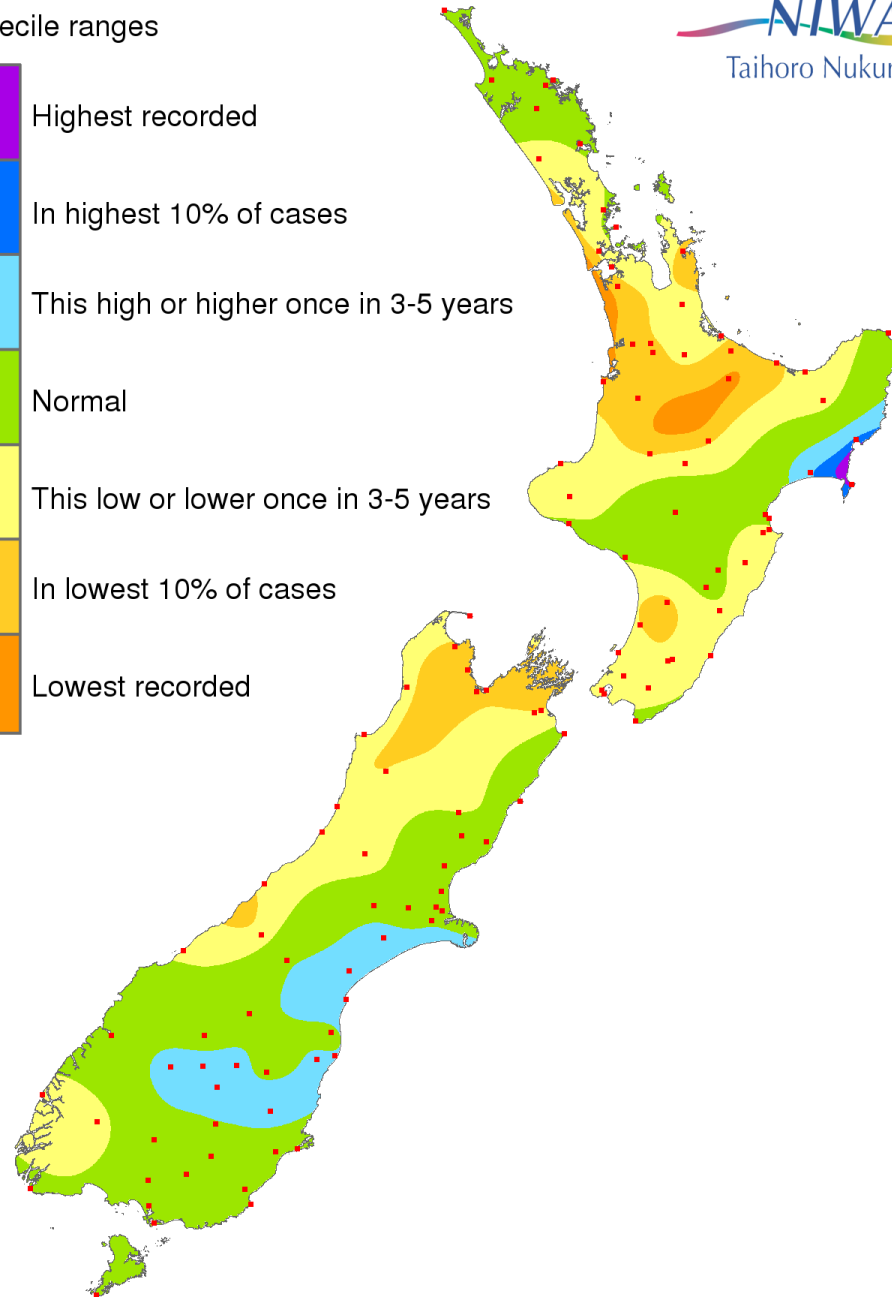 ecile ranges
NIWA
Taihoro Nukur
Highest recorded
In highest 10% of cases
This high or higher once in 3-5 years
Normal
This low or lower once in 3-5 years
In lowest 10% of cases
Lowest recorded